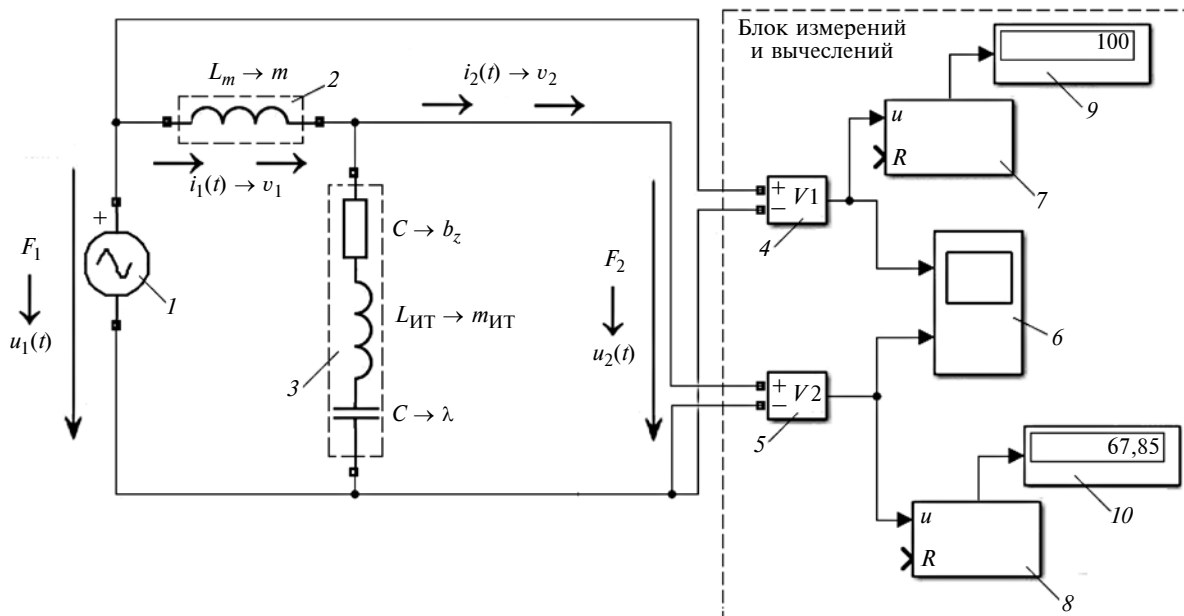 Блок измерений
и вычеслений
100
9
L_m → m
2
i_2(t) → v_2
u
R
7
i_1(t) → v_1
+
−
V1
4
F_1
u_1(t)
+
1
C → b_z
L_ИТ → m_ИТ
3
C → λ
F_2
u_2(t)
6
+
−
V2
5
67,85
10
u
R
8